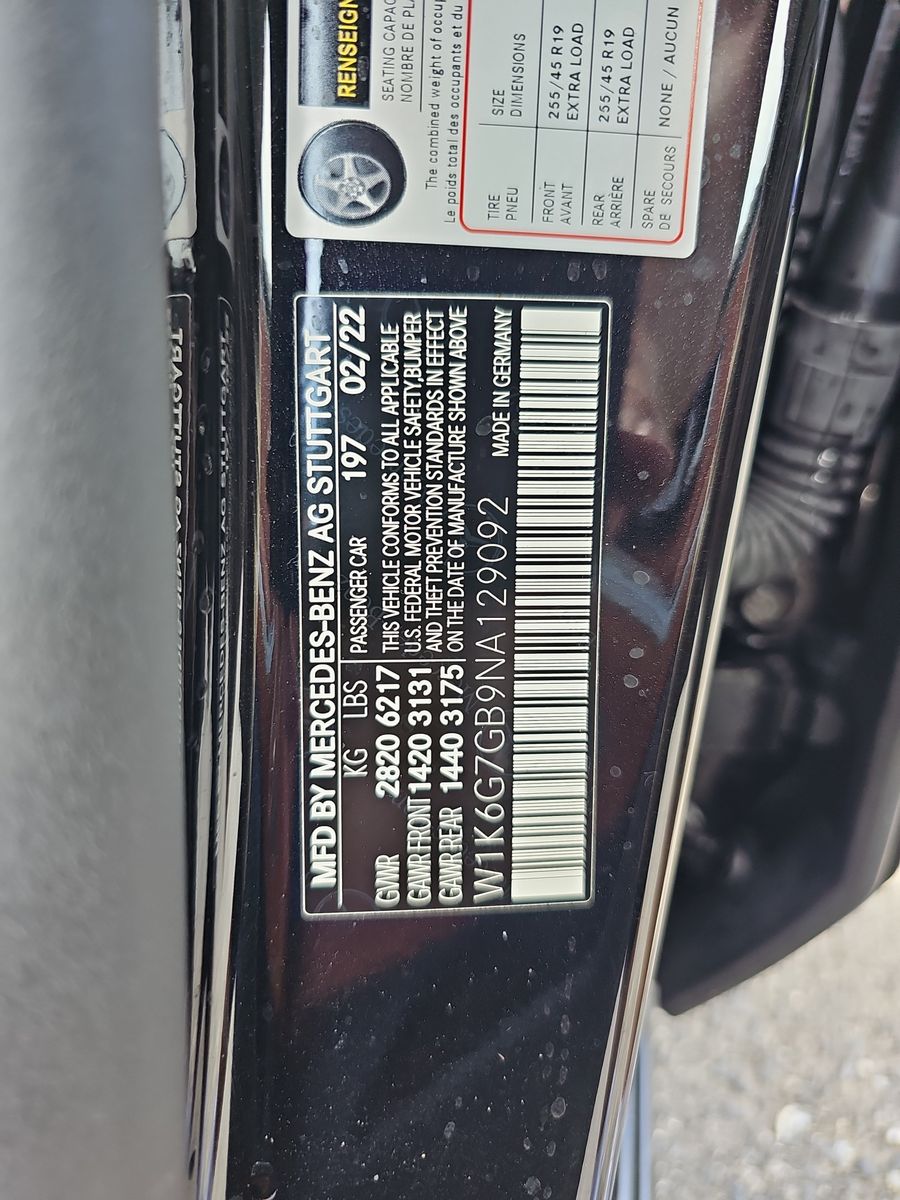 RENSEIGN
SEATING CAPAC
NOMBRE DE PLA
The combined weight of occup
Le poids total des occupants et du
TIRE
PNEU
SIZE
DIMENSIONS
FRONT
AVANT
255/45 R19
EXTRA LOAD
REAR
ARRIÈRE
255/45 R19
EXTRA LOAD
SPARE
DE SECOURS
NONE / AUCUN
MFD BY MERCEDES-BENZ AG STUTTGART
KG LBS
PASSENGER CAR 197 02/22
GVWR 2820 6217
GAWR FRONT 1420 3131
GAWR REAR 1440 3175
THIS VEHICLE CONFORMS TO ALL APPLICABLE
U.S. FEDERAL MOTOR VEHICLE SAFETY,BUMPER
AND THEFT PREVENTION STANDARDS IN EFFECT
ON THE DATE OF MANUFACTURE SHOWN ABOVE
W1K6G7GB9NA129092
MADE IN GERMANY